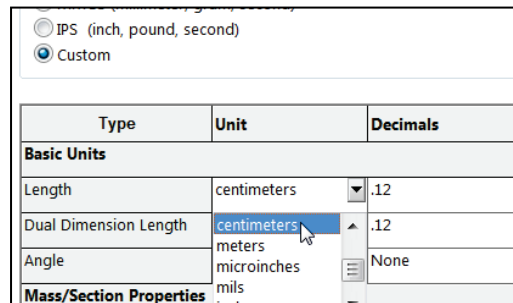 IPS (inch, pound, second)
Custom
Type Unit Decimals
Basic Units
Length centimeters .12
Dual Dimension Length centimeters .12
meters
Angle microinches None
mils
Mass/Section Properties